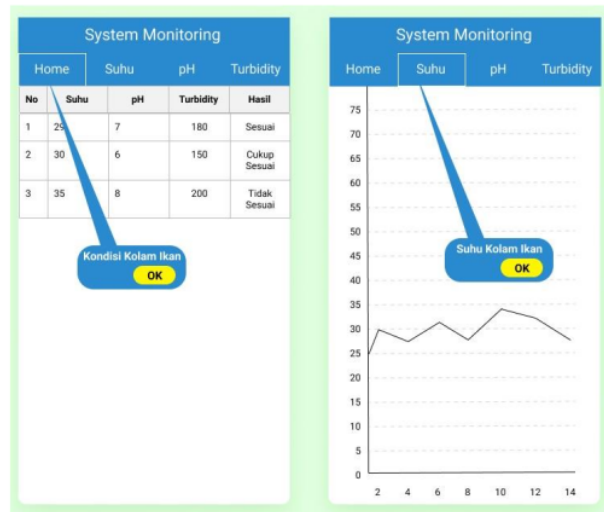 System Monitoring
Home Suhu pH Turbidity
No Suhu pH Turbidity Hasil
1 29 7 180 Sesuai
2 30 6 150 Cukup
Sesuai
3 35 8 200 Tidak
Sesuai
Kondisi Kolam Ikan
OK
System Monitoring
Home Suhu pH Turbidity
75
70
65
60
55
50
45
40
35
30
25
20
15
10
5
0
Suhu Kolam Ikan
OK
2 4 6 8 10 12 14